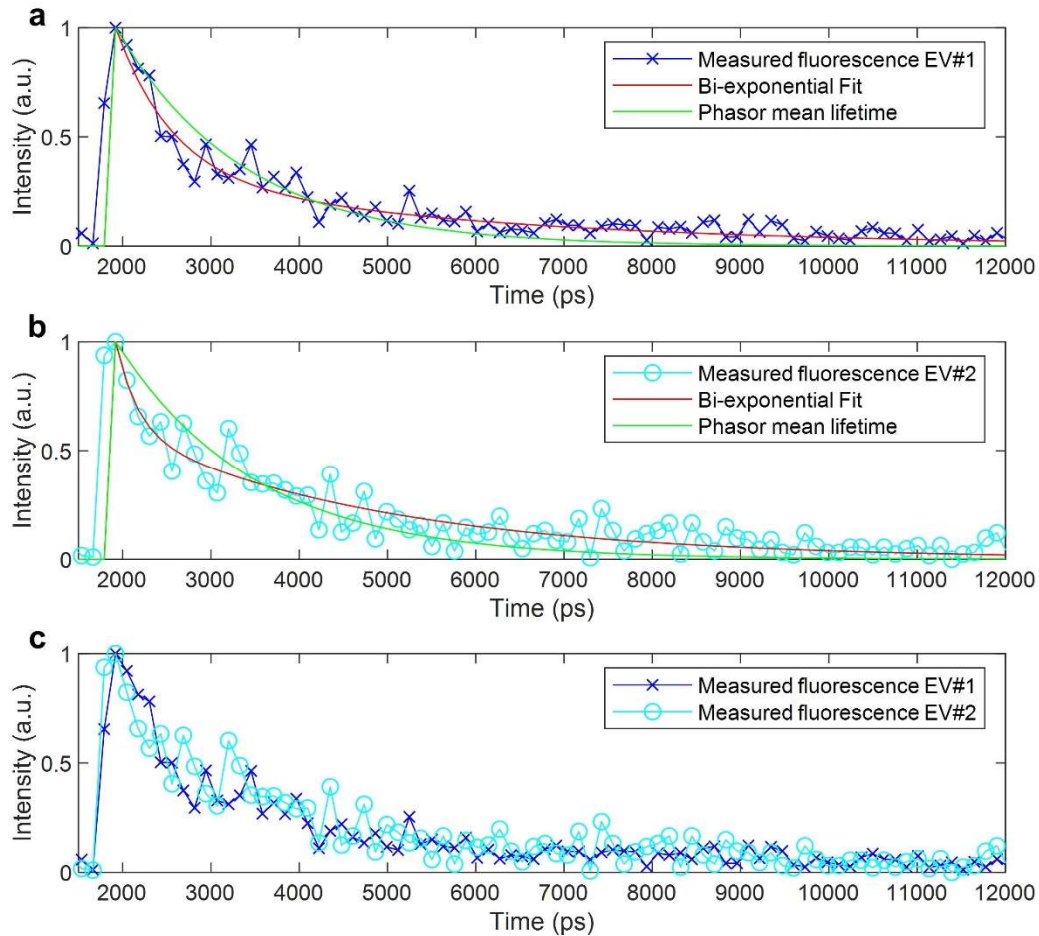 a
Intensity (a.u.)
1
0.5
0
Measured fluorescence EV#1
Bi-exponential Fit
Phasor mean lifetime
2000 3000 4000 5000 6000 7000 8000 9000 10000 11000 12000
Time (ps)
b
Intensity (a.u.)
1
0.5
0
Measured fluorescence EV#2
Bi-exponential Fit
Phasor mean lifetime
2000 3000 4000 5000 6000 7000 8000 9000 10000 11000 12000
Time (ps)
c
Intensity (a.u.)
1
0.5
0
Measured fluorescence EV#1
Measured fluorescence EV#2
2000 3000 4000 5000 6000 7000 8000 9000 10000 11000 12000
Time (ps)